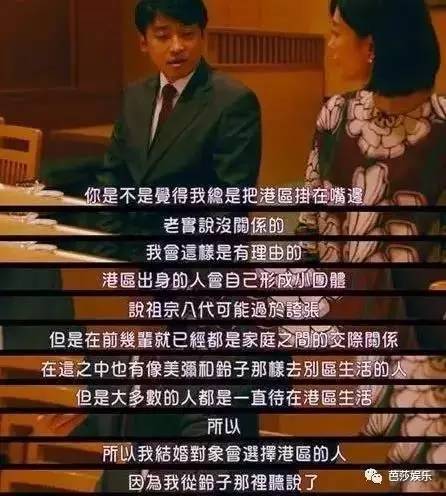 你是不是覺得我總是把港區掛在嘴邊
老實說沒關係的
我會這樣是有理由的
港區出身的人會自己形成小團體
說祖宗八代可能過於誇張
但是在前幾輩就已經都是家庭之間的交際關係
在這之中也有像美彌和鈴子那樣去別區生活的人
但是大多數的人都是一直待在港區生活
所以
所以我結婚對象會選擇港區的人
因為我從鈴子那裡聽說了
芭莎娱乐